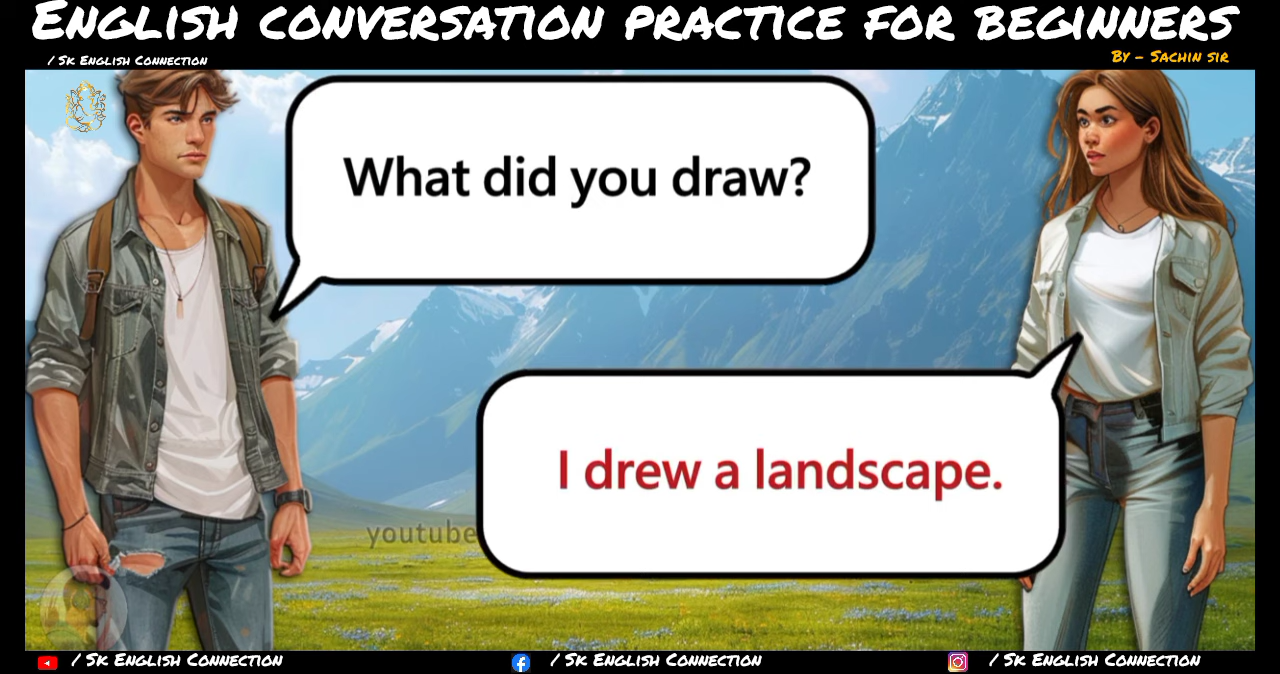 English conversation practice for beginners
/ Sk English Connection
By - Sachin sir
What did you draw?
I drew a landscape.
youtube
/ Sk English Connection
/ Sk English Connection
/ Sk English Connection